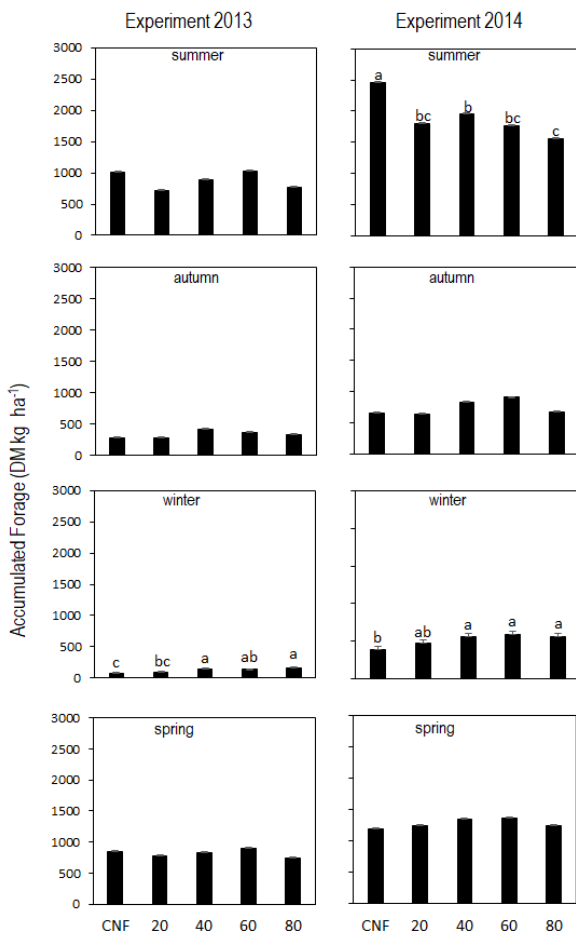 Experiment 2013 Experiment 2014
Accumulated Forage (DM kg ha⁻¹)
summer
3000
2500
2000
1500
1000
500
0
summer
a
bc
b
bc
c
autumn
3000
2500
2000
1500
1000
500
0
autumn
winter
3000
2500
2000
1500
1000
500
0
c bc a ab a
winter
b ab a a a
spring
3000
2500
2000
1500
1000
500
0
spring
CNF 20 40 60 80 CNF 20 40 60 80